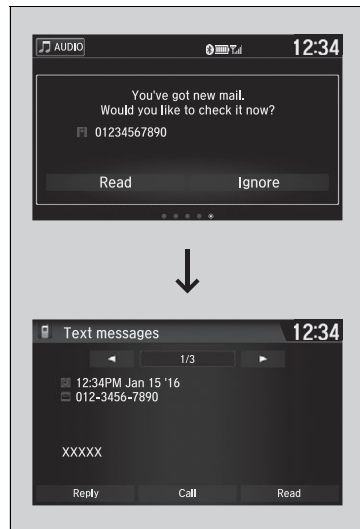 AUDIO
12:34
You've got new mail.
Would you like to check it now?
01234567890
Read Ignore
Text messages 12:34
1/3
12:34PM Jan 15 '16
012-3456-7890
XXXXX
Reply Call Read